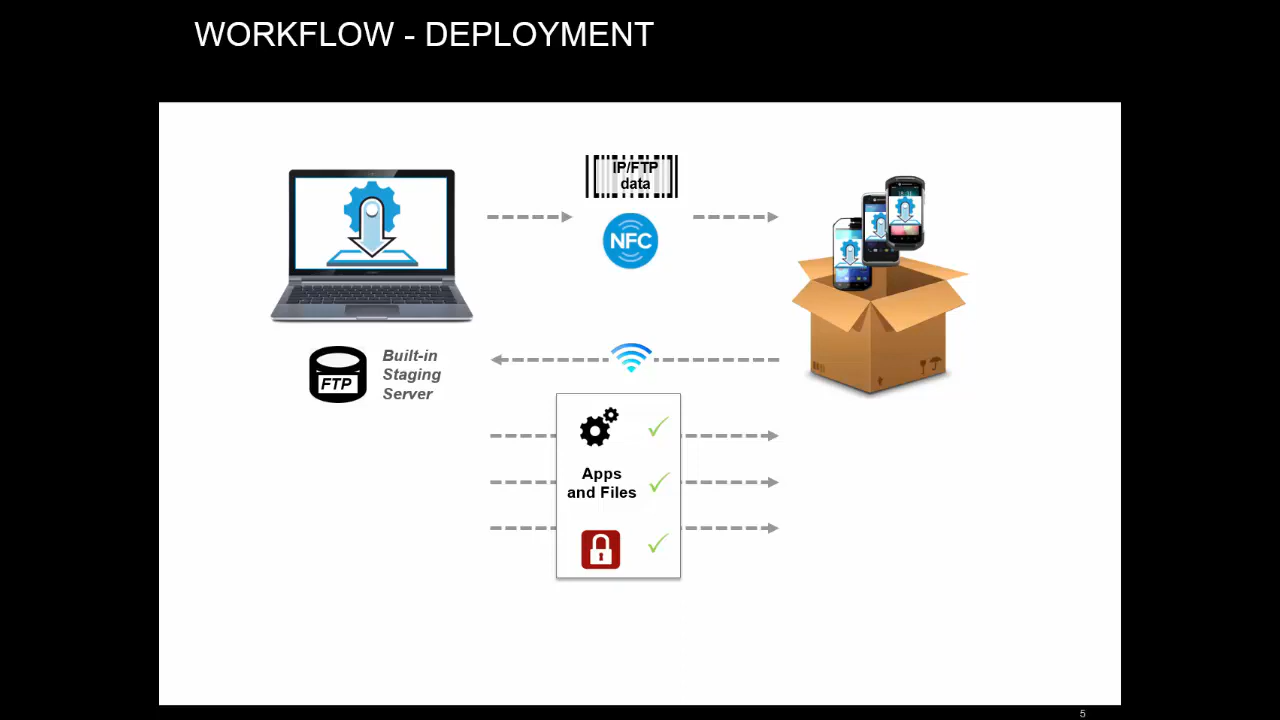 WORKFLOW - DEPLOYMENT
IP/FTP
data
NFC
FTP
Built-in
Staging
Server
Apps
and Files
5